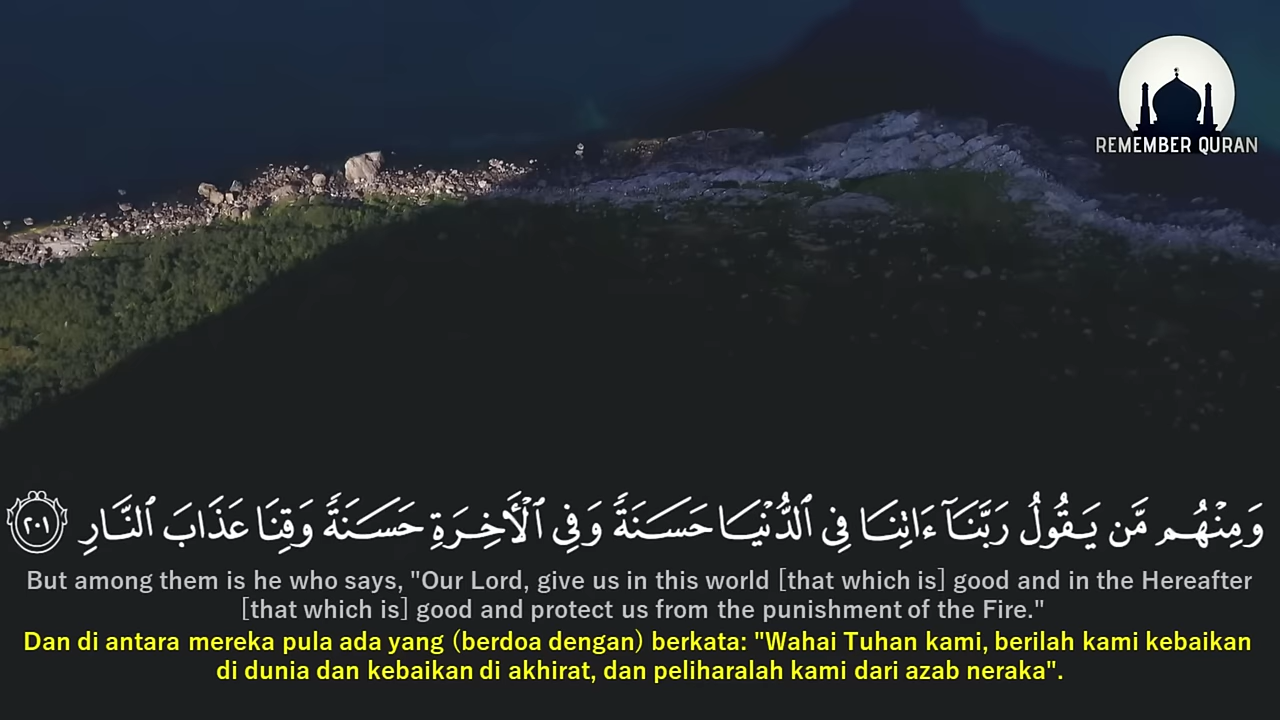 REMEMBER QURAN
وَمِنْهُم مَّن يَقُولُ رَبَّنَآ ءَاتِنَا فِى ٱلدُّنْيَا حَسَنَةً وَفِى ٱلْأَخِرَةِ حَسَنَةً وَقِنَا عَذَابَ ٱلنَّارِ ٢٠١
But among them is he who says, "Our Lord, give us in this world [that which is] good and in the Hereafter
[that which is] good and protect us from the punishment of the Fire."
Dan di antara mereka pula ada yang (berdoa dengan) berkata: "Wahai Tuhan kami, berilah kami kebaikan
di dunia dan kebaikan di akhirat, dan peliharalah kami dari azab neraka".